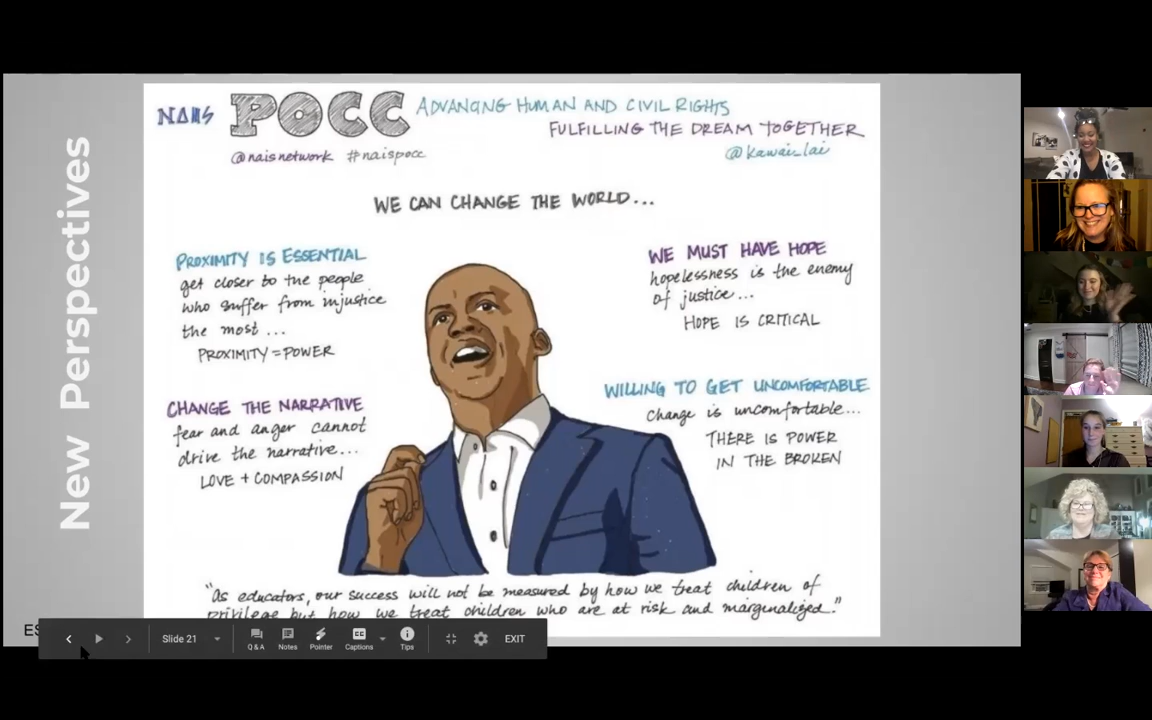 New Perspectives
NAIS POCC
ADVANCING HUMAN AND CIVIL RIGHTS
FULFILLING THE DREAM TOGETHER
@naisnetwork #naispocc
@kawai_lai
WE CAN CHANGE THE WORLD...
PROXIMITY IS ESSENTIAL
get closer to the people
who suffer from injustice
the most...
PROXIMITY = POWER
CHANGE THE NARRATIVE
fear and anger cannot
drive the narrative...
LOVE + COMPASSION
WE MUST HAVE HOPE
hopelessness is the enemy
of justice...
HOPE IS CRITICAL
WILLING TO GET UNCOMFORTABLE
change is uncomfortable...
THERE IS POWER
IN THE BROKEN
"As educators, our success will not be measured by how we treat children of
privilege but how we treat children who are at risk and marginalized."
ES
Slide 21
Q & A
Notes
Pointer
CC
Captions
Tips
EXIT